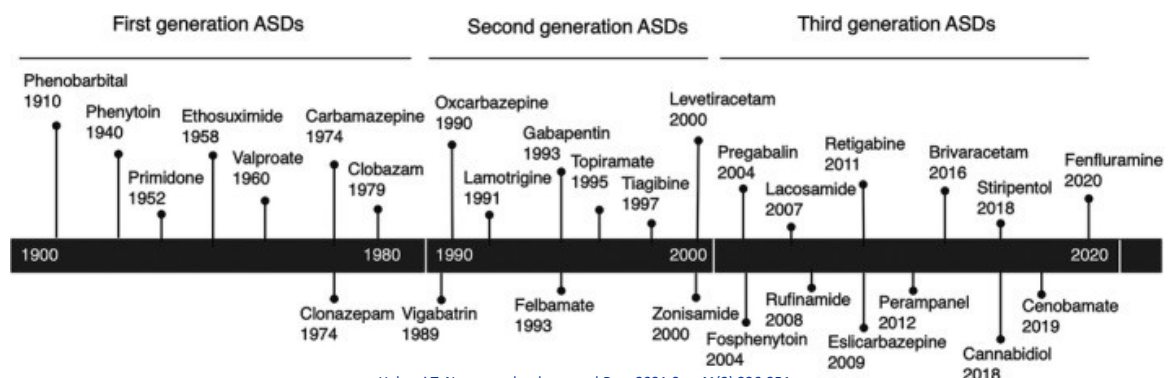 First generation ASDs
Second generation ASDs
Third generation ASDs
Phenobarbital
1910
Phenytoin
1940
Primidone
1952
Ethosuximide
1958
Valproate
1960
Carbamazepine
1974
Clobazam
1979
Oxcarbazepine
1990
Lamotrigine
1991
Gabapentin
1993
Topiramate
1995
Tiagibine
1997
Levetiracetam
2000
Pregabalin
2004
Lacosamide
2007
Retigabine
2011
Brivaracetam
2016
Stiripentol
2018
Fenfluramine
2020
1900
1980
1990
2000
2020
Clonazepam
1974
Vigabatrin
1989
Felbamate
1993
Zonisamide
2000
Fosphenytoin
2004
Rufinamide
2008
Eslicarbazepine
2009
Perampanel
2012
Cannabidiol
2018
Cenobamate
2019